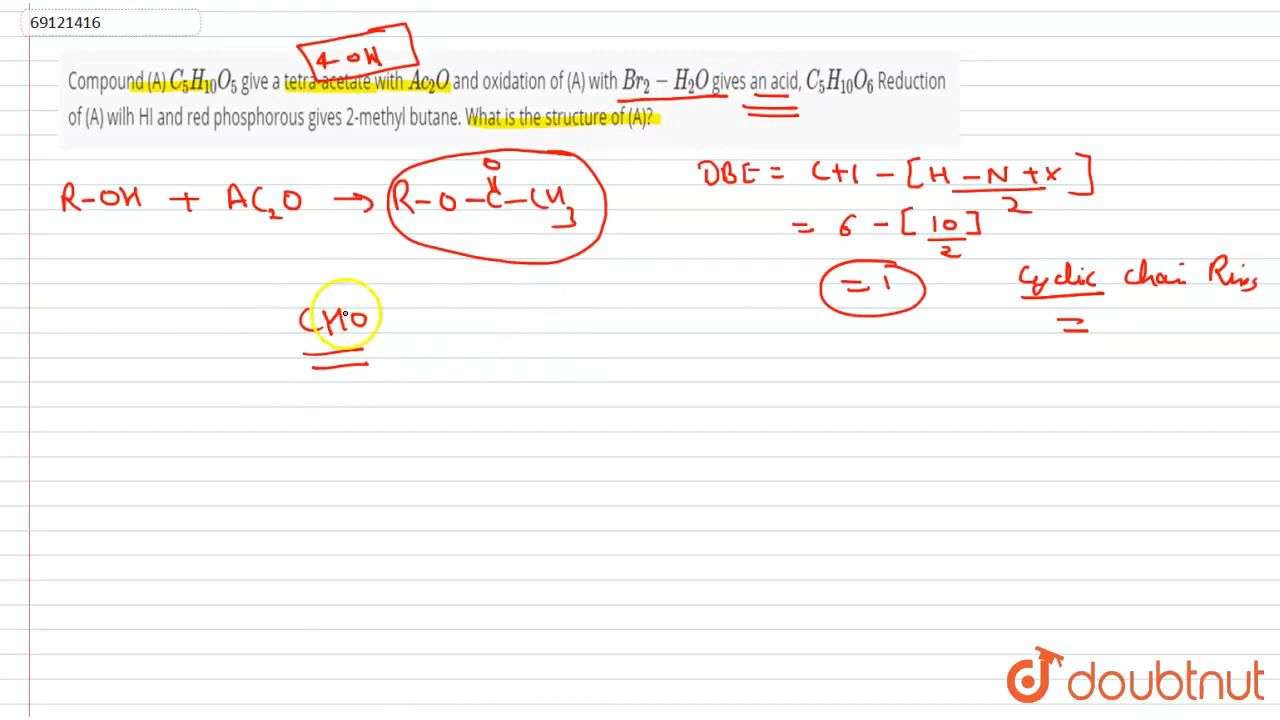 69121416
4-OH
Compound (A) C₅H₁₀O₅ give a tetra-acetate with Ac₂O and oxidation of (A) with Br₂ − H₂O gives an acid, C₅H₁₀O₆ Reduction
of (A) wilh HI and red phosphorous gives 2-methyl butane. What is the structure of (A)?
R-OH + AC₂O → R-O-C-CH₃
O
DBE = C+1 - [H-N+X]
2
= 6 - [10]
2
= 1
Cyclic Chain Ring
=
CHO
doubtnut